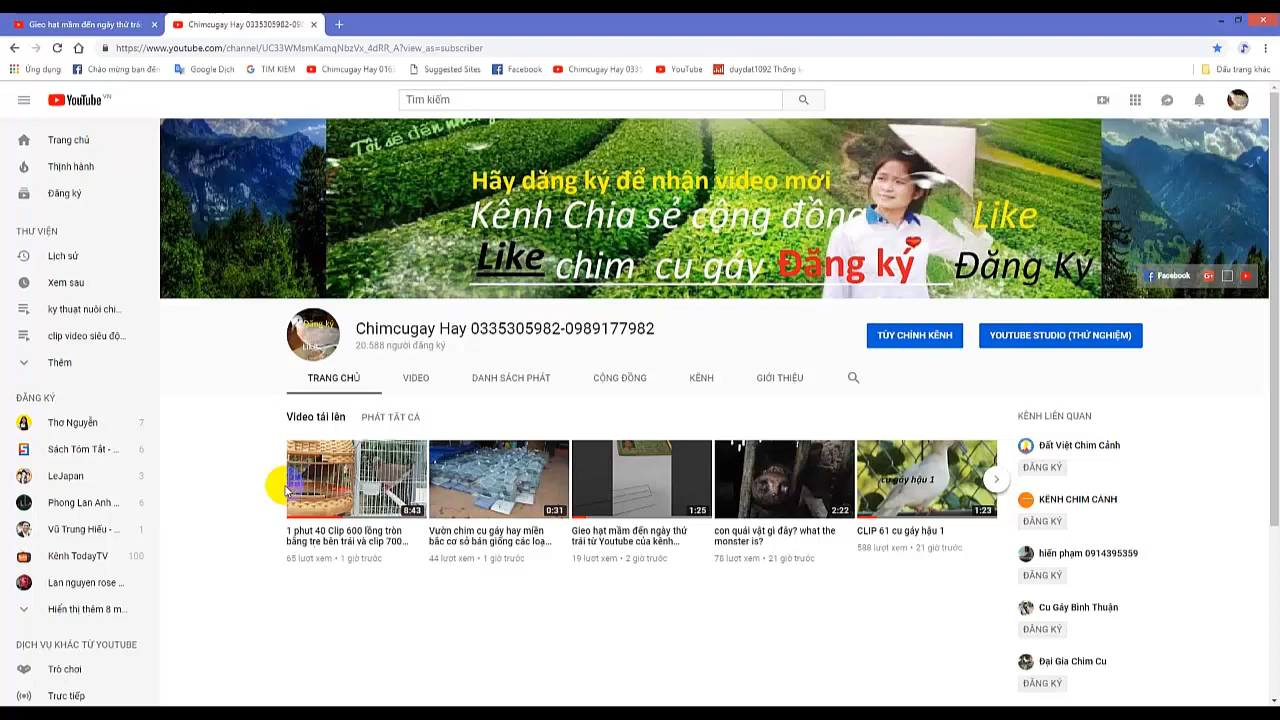 Gieo hạt mầm đến ngày thứ trái
Chimcugay Hay 0335305982-098
https://www.youtube.com/channel/UC33WMsmKamqNbzVx_4dRR_A?view_as=subscriber
Ứng dụng
Chào mừng bạn đến
Google Dịch
TIM KIEM
Chimcugay Hay 016
Suggested Sites
Facebook
Chimcugay Hay 033
YouTube
duydat1092 Thống k
Dấu trang khác
YouTube VN
Tìm kiếm
Trang chủ
Thịnh hành
Đăng ký
THƯ VIỆN
Lịch sử
Xem sau
ky thuật nuôi chi...
clip video siêu độ...
Thêm
ĐĂNG KÝ
Thơ Nguyễn 7
Sách Tóm Tắt - ... 6
LeJapan 3
Phong Lan Anh ... 6
Vũ Trung Hiếu - ... 1
Kênh TodayTV 100
Lan nguyen rose ...
Hiển thị thêm 8 m...
DỊCH VỤ KHÁC TỪ YOUTUBE
Trò chơi
Trực tiếp
Tôi sẽ đến
Hãy dăng ký để nhận video mới
Kênh Chia sẻ cộng đồng
Like
Like chim cu gáy Đăng ký
Đăng Ky
Facebook
Đăng ký
Like
Chimcugay Hay 0335305982-0989177982
20.588 người đăng ký
TÙY CHỈNH KÊNH
YOUTUBE STUDIO (THỬ NGHIỆM)
TRANG CHỦ
VIDEO
DANH SÁCH PHÁT
CỘNG ĐỒNG
KÊNH
GIỚI THIỆU
Video tải lên
PHÁT TẤT CẢ
8:43
1 phut 40 Clip 600 lồng tròn
bằng tre bên trái và clip 700...
65 lượt xem • 1 giờ trước
0:31
Vườn chim cu gáy hay miền
bắc cơ sở bán giống các loạ...
44 lượt xem • 1 giờ trước
1:25
Gieo hạt mầm đến ngày thứ
trái từ Youtube của kênh...
19 lượt xem • 2 giờ trước
2:22
con quái vật gì đây? what the
monster is?
78 lượt xem • 21 giờ trước
cu gáy hậu 1
1:23
CLIP 61 cu gáy hậu 1
588 lượt xem • 21 giờ trước
KÊNH LIÊN QUAN
Đất Việt Chim Cảnh
ĐĂNG KÝ
KÊNH CHIM CẢNH
ĐĂNG KÝ
hiến phạm 0914395359
ĐĂNG KÝ
Cu Gáy Bình Thuận
ĐĂNG KÝ
Đại Gia Chim Cu
ĐĂNG KÝ